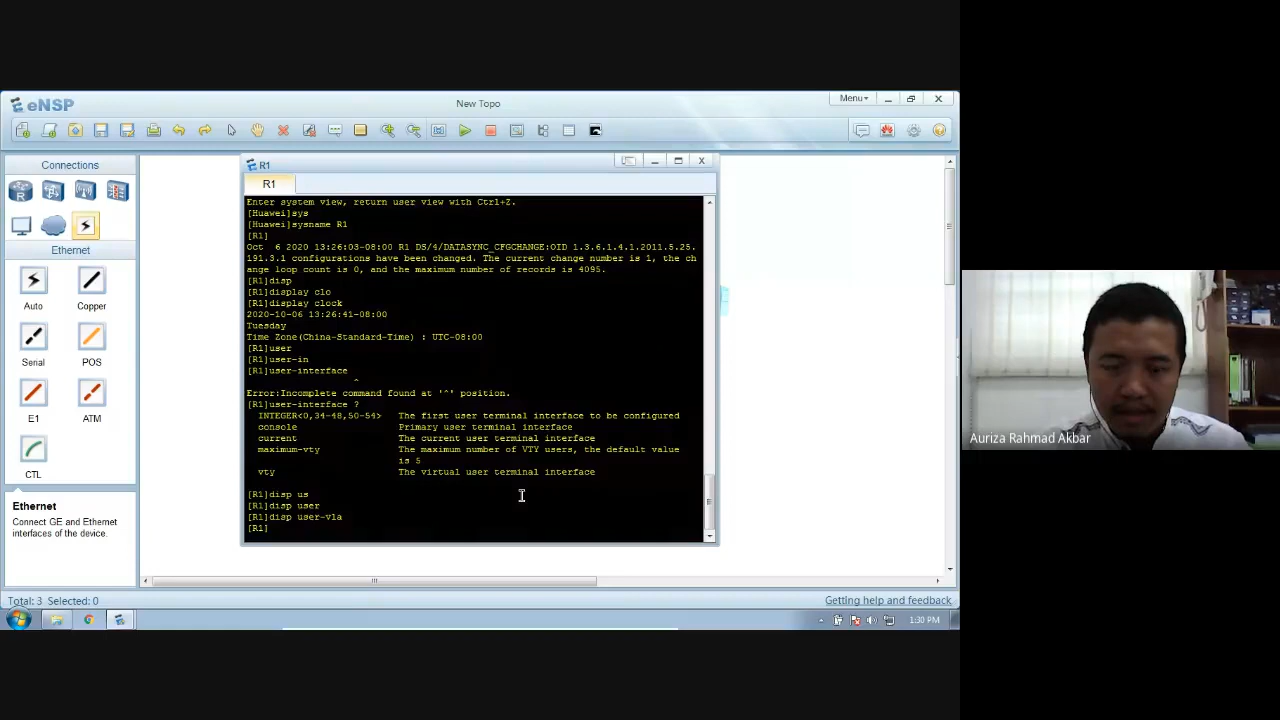 eNSP
New Topo
Menu
R1
R1
Connections
Ethernet
Auto
Copper
Serial
POS
E1
ATM
CTL
Ethernet
Connect GE and Ethernet
interfaces of the device.
Enter system view, return user view with Ctrl+Z.
[Huawei]sys
[Huawei]sysname R1
[R1]
Oct  6 2020 13:26:03-08:00 R1 DS/4/DATASYNC_CFGCHANGE:OID 1.3.6.1.4.1.2011.5.25.
191.3.1 configurations have been changed. The current change number is 1, the ch
ange loop count is 0, and the maximum number of records is 4095.
[R1]disp
[R1]display clo
[R1]display clock
2020-10-06 13:26:41-08:00
Tuesday
Time Zone(China-Standard-Time) : UTC-08:00
[R1]user
[R1]user-in
[R1]user-interface
^
Error:Incomplete command found at '^' position.
[R1]user-interface ?
INTEGER<0,34-48,50-54>   The first user terminal interface to be configured
console   Primary user terminal interface
current   The current user terminal interface
maximum-vty   The maximum number of VTY users, the default value
is 5
vty   The virtual user terminal interface
[R1]disp us
[R1]disp user
[R1]disp user-vla
[R1]
Total: 3 Selected: 0
Getting help and feedback
1:30 PM
Auriza Rahmad Akbar